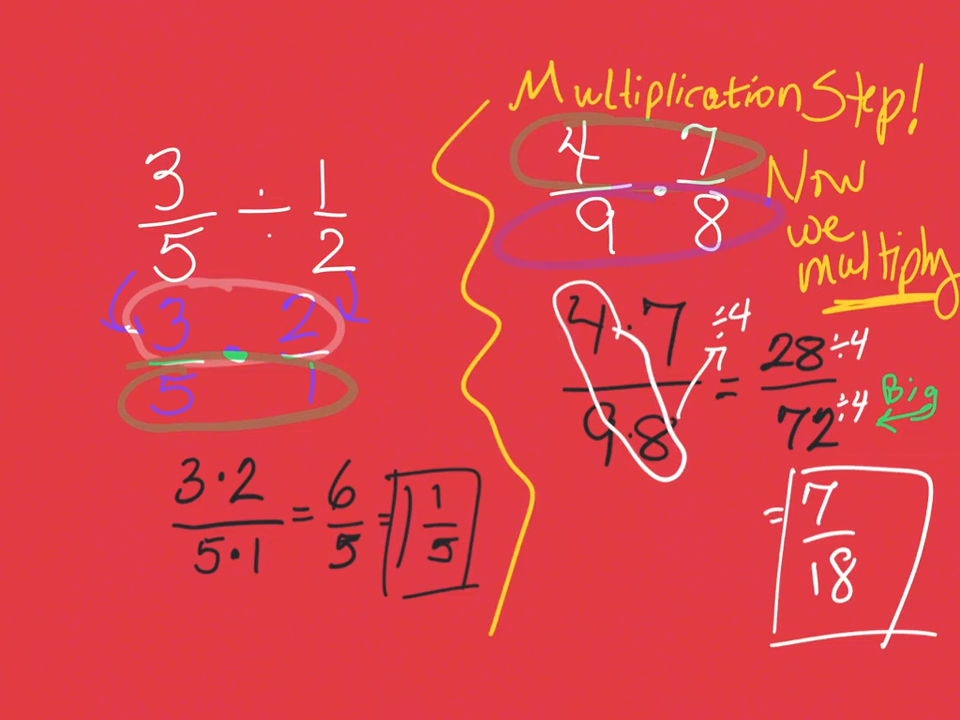 3/5 ÷ 1/2
3/5 · 2/1
3·2/5·1 = 6/5 = 1 1/5
Multiplication Step!
4/9 · 7/8
Now
we
multiply
4·7/9·8 ÷4 = 28/72 ÷4 ÷4
Big
= 7/18